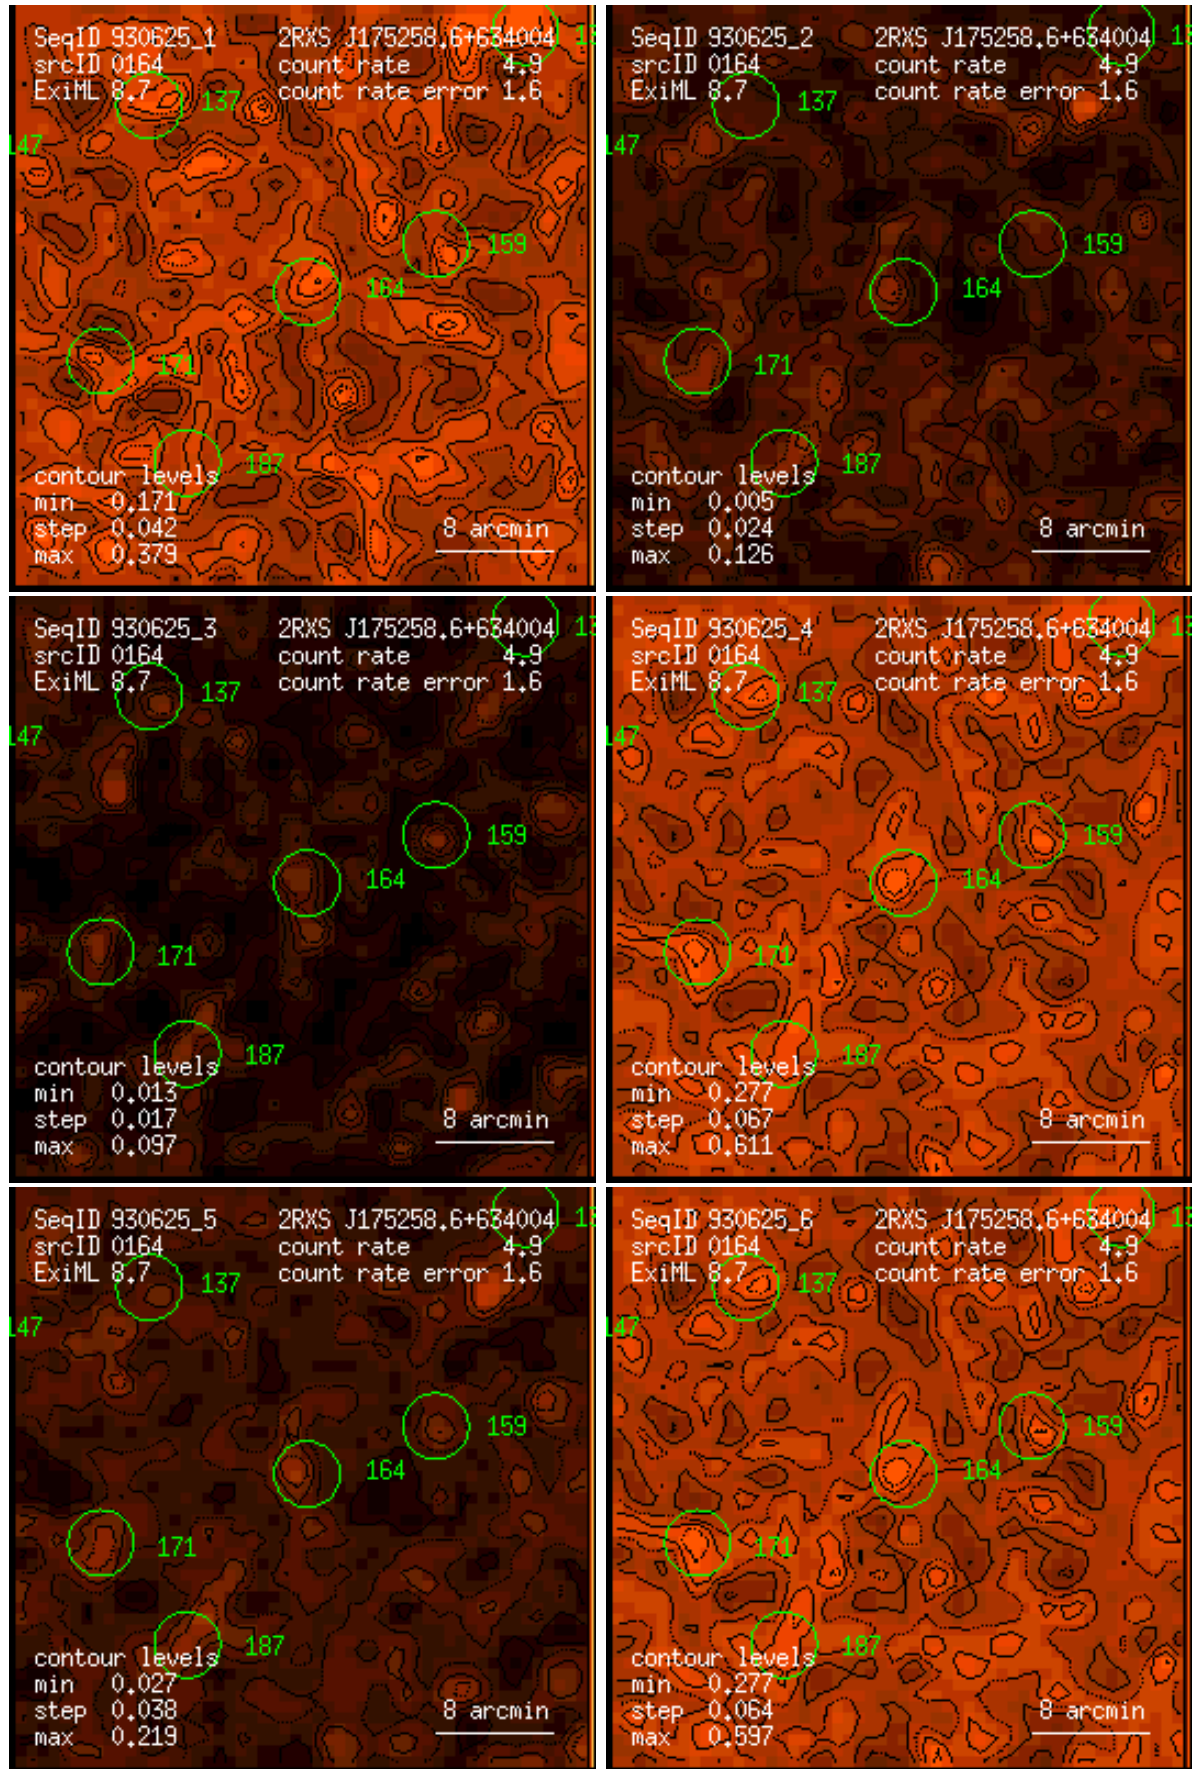 SeqID 930625_1 2RXS J175258.6+634004 13
srcID 0164 count rate 4.9
ExiML 8.7 count rate error 1.6
137
147
159
164
171
187
contour levels
min 0.171
step 0.042 8 arcmin
max 0.379
SeqID 930625_2 2RXS J175258.6+634004 13
srcID 0164 count rate 4.9
ExiML 8.7 count rate error 1.6
137
147
159
164
171
187
contour levels
min 0.005
step 0.024 8 arcmin
max 0.126
SeqID 930625_3 2RXS J175258.6+634004 13
srcID 0164 count rate 4.9
ExiML 8.7 count rate error 1.6
137
147
159
164
171
187
contour levels
min 0.013
step 0.017 8 arcmin
max 0.097
SeqID 930625_4 2RXS J175258.6+634004 13
srcID 0164 count rate 4.9
ExiML 8.7 count rate error 1.6
137
147
159
164
171
187
contour levels
min 0.277
step 0.067 8 arcmin
max 0.611
SeqID 930625_5 2RXS J175258.6+634004 13
srcID 0164 count rate 4.9
ExiML 8.7 count rate error 1.6
137
147
159
164
171
187
contour levels
min 0.027
step 0.038 8 arcmin
max 0.219
SeqID 930625_6 2RXS J175258.6+634004 13
srcID 0164 count rate 4.9
ExiML 8.7 count rate error 1.6
137
147
159
164
171
187
contour levels
min 0.277
step 0.064 8 arcmin
max 0.597